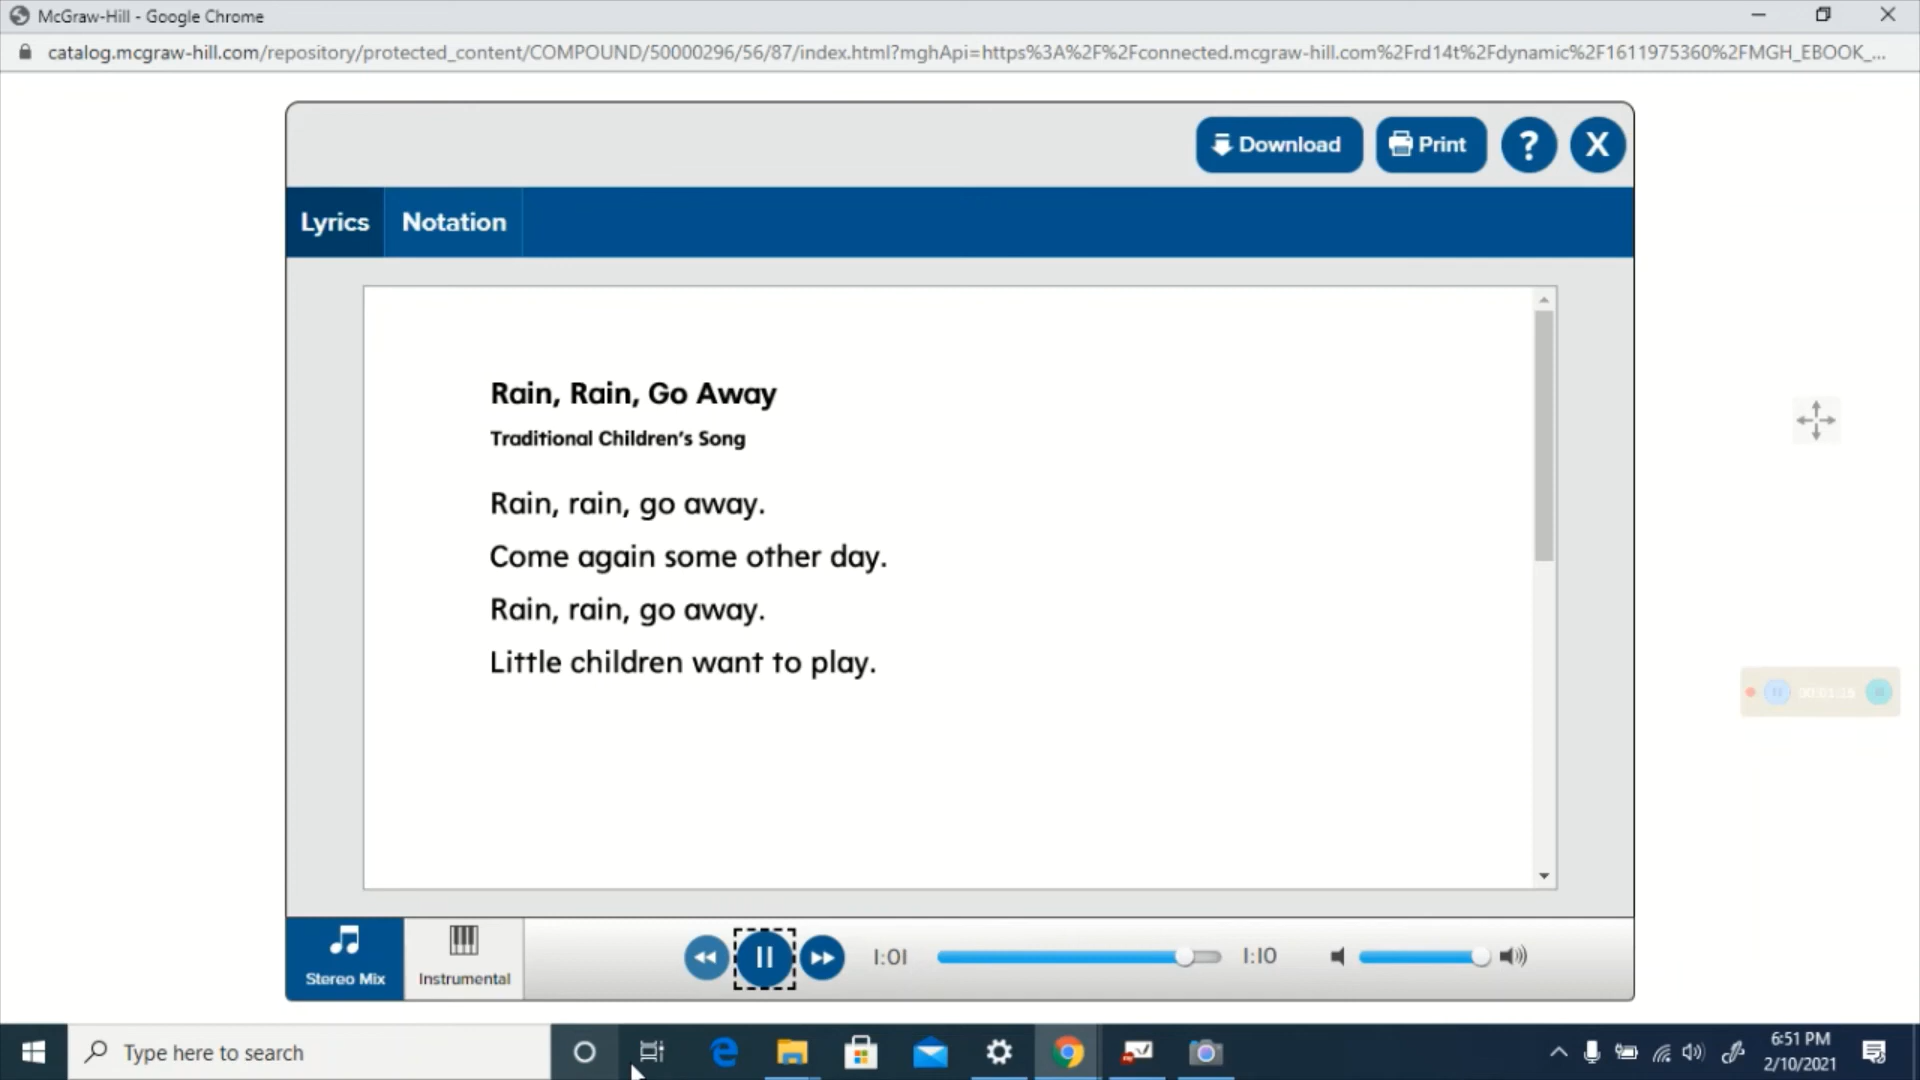 McGraw-Hill - Google Chrome
catalog.mcgraw-hill.com/repository/protected_content/COMPOUND/50000296/56/87/index.html?mghApi=https%3A%2F%2Fconnected.mcgraw-hill.com%2Frd14t%2Fdynamic%2F1611975360%2FMGH_EBOOK_...
Download Print ? X
Lyrics Notation
Rain, Rain, Go Away
Traditional Children's Song
Rain, rain, go away.
Come again some other day.
Rain, rain, go away.
Little children want to play.
Stereo Mix Instrumental 1:01 1:10
Type here to search
6:51 PM
2/10/2021